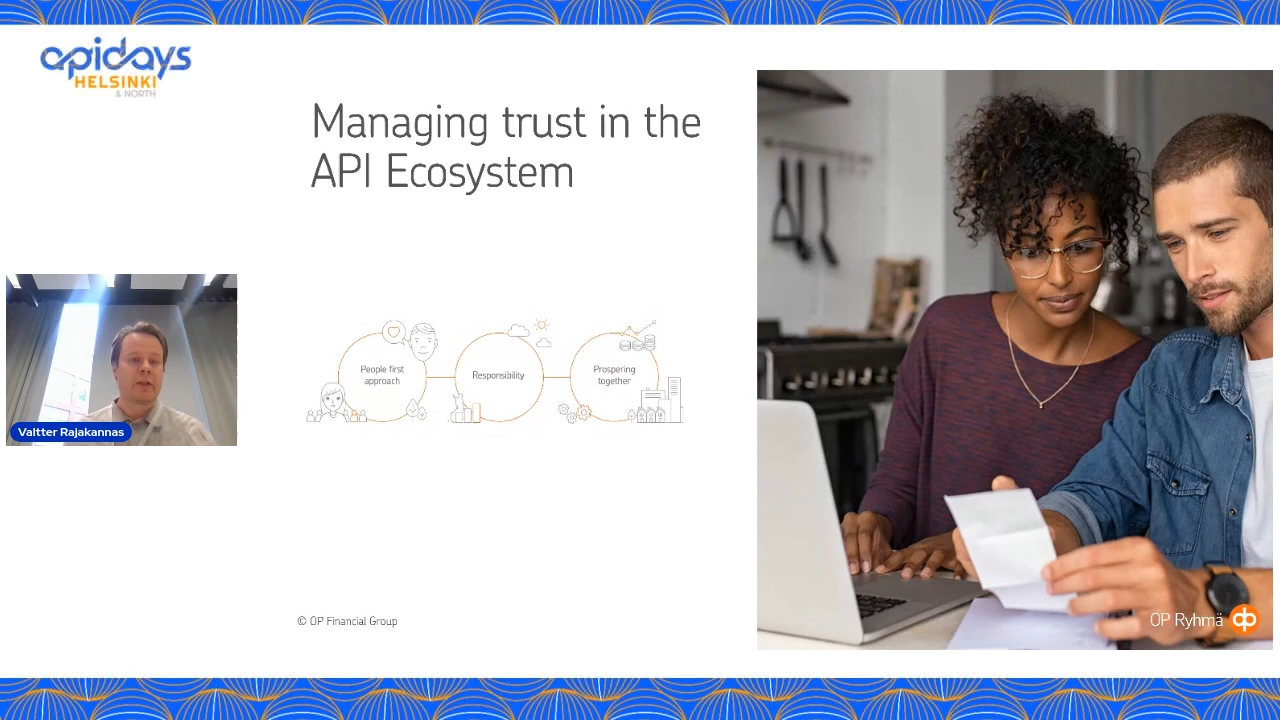 apidays
HELSINKI
& NORTH
Managing trust in the
API Ecosystem
People first
approach
Responsibility
Prospering
together
Valtter Rajakannas
© OP Financial Group
OP Ryhmä